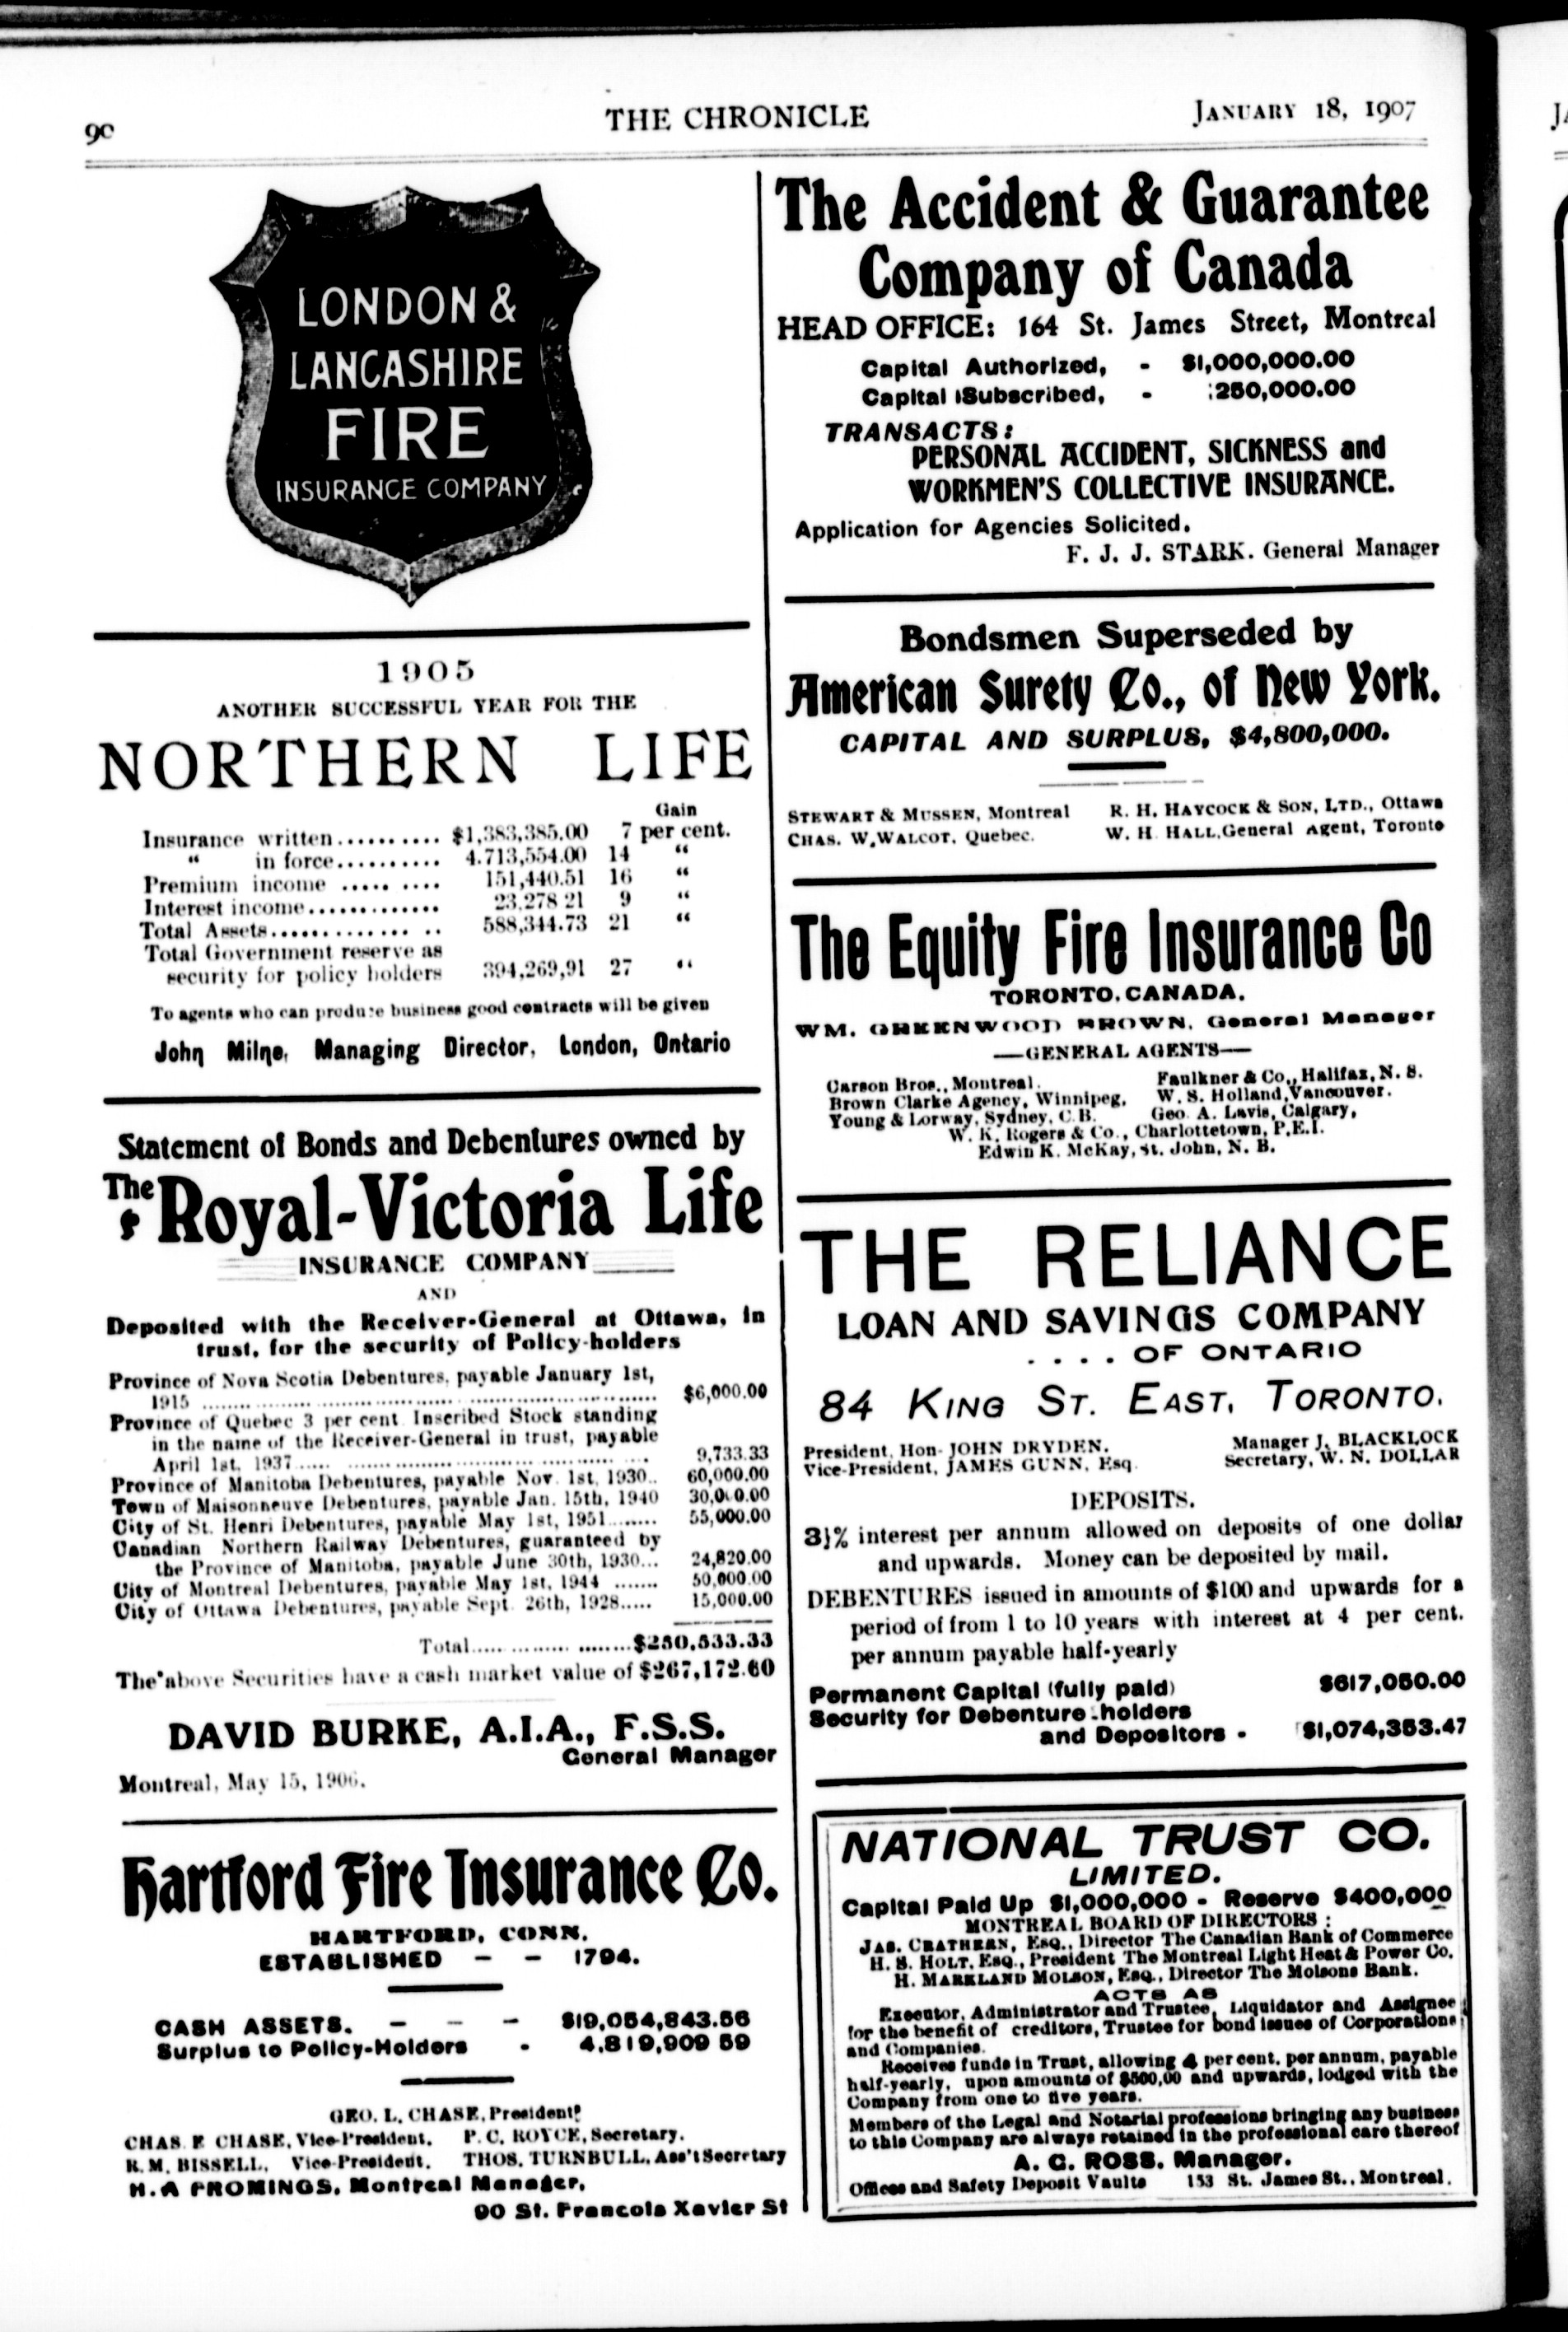 90
THE CHRONICLE
JANUARY 18, 1907
LONDON &
LANCASHIRE
FIRE
INSURANCE COMPANY
1905
ANOTHER SUCCESSFUL YEAR FOR THE
NORTHERN LIFE
Gain
Insurance written........... $1,383,385.00 7 per cent.
" in force.......... 4.713,554.00 14 "
Premium income ..... .... 151,440.51 16 "
Interest income............. 23,278 21 9 "
Total Assets.............. .. 588,344.73 21 "
Total Government reserve as
security for policy holders 394,269,91 27 "
To agents who can produce business good contracts will be given
John Milne, Managing Director, London, Ontario
Statement of Bonds and Debentures owned by
The Royal-Victoria Life
INSURANCE COMPANY
AND
Deposited with the Receiver-General at Ottawa, in
trust, for the security of Policy-holders
Province of Nova Scotia Debentures, payable January 1st,
1915 .......... $6,000.00
Province of Quebec 3 per cent Inscribed Stock standing
in the name of the Receiver-General in trust, payable
April 1st, 1937 .......... 9,733.33
Province of Manitoba Debentures, payable Nov. 1st, 1930.. 60,000.00
Town of Maisonneuve Debentures, payable Jan. 15th, 1940 30,000.00
City of St. Henri Debentures, payable May 1st, 1951........ 55,000.00
Canadian Northern Railway Debentures, guaranteed by
the Province of Manitoba, payable June 30th, 1930... 24,820.00
City of Montreal Debentures, payable May 1st, 1944 ....... 50,000.00
City of Ottawa Debentures, payable Sept. 26th, 1928..... 15,000.00
Total.................... $250,533.33
The above Securities have a cash market value of $267,172.60
DAVID BURKE, A.I.A., F.S.S.
General Manager
Montreal, May 15, 1906.
Hartford Fire Insurance Co.
HARTFORD, CONN.
ESTABLISHED - - 1794.
CASH ASSETS. - - - $19,054,843.56
Surplus to Policy-Holders - 4,819,909 59
GEO. L. CHASE, President
CHAS. E. CHASE, Vice-President. P. C. ROYCE, Secretary.
R. M. BISSELL, Vice-President. THOS. TURNBULL, Ass't Secretary
H. A FROMINGS, Montreal Manager,
90 St. Francois Xavier St
The Accident & Guarantee
Company of Canada
HEAD OFFICE: 164 St. James Street, Montreal
Capital Authorized, - $1,000,000.00
Capital Subscribed, - 250,000.00
TRANSACTS:
PERSONAL ACCIDENT, SICKNESS and
WORKMEN'S COLLECTIVE INSURANCE.
Application for Agencies Solicited.
F. J. J. STARK. General Manager
Bondsmen Superseded by
American Surety Co., of New York.
CAPITAL AND SURPLUS, $4,800,000.
STEWART & MUSSEN, Montreal R. H. HAYCOCK & SON, LTD., Ottawa
CHAS. W. WALCOT, Quebec. W. H HALL, General Agent, Toronto
The Equity Fire Insurance Co
TORONTO, CANADA.
WM. GREENWOOD BROWN, General Manager
—GENERAL AGENTS—
Carson Bros., Montreal. Faulkner & Co., Halifax, N. S.
Brown Clarke Agency, Winnipeg. W. S. Holland, Vancouver.
Young & Lorway, Sydney, C.B. Geo. A. Lavis, Calgary,
W. K. Rogers & Co., Charlottetown, P.E.I.
Edwin K. McKay, St. John, N. B.
THE RELIANCE
LOAN AND SAVINGS COMPANY
. . . . OF ONTARIO
84 KING ST. EAST, TORONTO.
President, Hon. JOHN DRYDEN. Manager J. BLACKLOCK
Vice-President, JAMES GUNN, Esq Secretary, W. N. DOLLAR
DEPOSITS.
3½% interest per annum allowed on deposits of one dollar
and upwards. Money can be deposited by mail.
DEBENTURES issued in amounts of $100 and upwards for a
period of from 1 to 10 years with interest at 4 per cent.
per annum payable half-yearly
Permanent Capital (fully paid) $617,050.00
Security for Debenture-holders
and Depositors - $1,074,353.47
NATIONAL TRUST CO.
LIMITED.
Capital Paid Up $1,000,000 - Reserve $400,000
MONTREAL BOARD OF DIRECTORS :
JAS. CRATHERN, ESQ., Director The Canadian Bank of Commerce
H. S. HOLT, ESQ., President The Montreal Light Heat & Power Co.
H. MARKLAND MOLSON, ESQ., Director The Molsons Bank.
ACTS AS
Executor, Administrator and Trustee, Liquidator and Assignee
for the benefit of creditors, Trustee for bond issues of Corporations
and Companies.
Receives funds in Trust, allowing 4 per cent. per annum, payable
half-yearly, upon amounts of $500,00 and upwards, lodged with the
Company from one to five years.
Members of the Legal and Notarial professions bringing any business
to this Company are always retained in the professional care thereof
A. G. ROSS, Manager.
Offices and Safety Deposit Vaults 153 St. James St., Montreal.